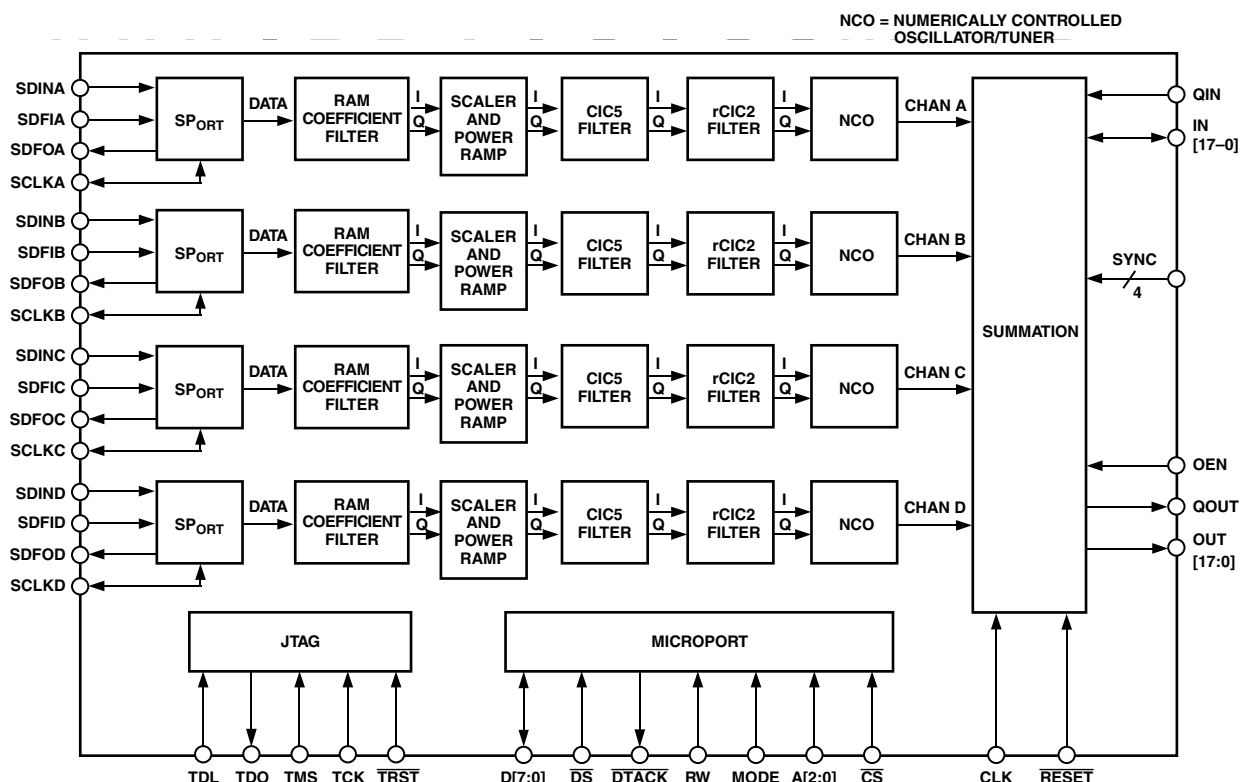 NCO = NUMERICALLY CONTROLLED
OSCILLATOR/TUNER
SDINA
SDFIA
SDFOA
SCLKA
SPORT
DATA
RAM
COEFFICIENT
FILTER
I
Q
SCALER
AND
POWER
RAMP
I
Q
CIC5
FILTER
I
Q
rCIC2
FILTER
I
Q
NCO
CHAN A
QIN
IN
[17–0]
SDINB
SDFIB
SDFOB
SCLKB
SPORT
DATA
RAM
COEFFICIENT
FILTER
I
Q
SCALER
AND
POWER
RAMP
I
Q
CIC5
FILTER
I
Q
rCIC2
FILTER
I
Q
NCO
CHAN B
SYNC
4
SUMMATION
SDINC
SDFIC
SDFOC
SCLKC
SPORT
DATA
RAM
COEFFICIENT
FILTER
I
Q
SCALER
AND
POWER
RAMP
I
Q
CIC5
FILTER
I
Q
rCIC2
FILTER
I
Q
NCO
CHAN C
SDIND
SDFID
SDFOD
SCLKD
SPORT
DATA
RAM
COEFFICIENT
FILTER
I
Q
SCALER
AND
POWER
RAMP
I
Q
CIC5
FILTER
I
Q
rCIC2
FILTER
I
Q
NCO
CHAN D
OEN
QOUT
OUT
[17:0]
JTAG
MICROPORT
TDL
TDO
TMS
TCK
TRST
D[7:0]
DS
DTACK
RW
MODE
A[2:0]
CS
CLK
RESET